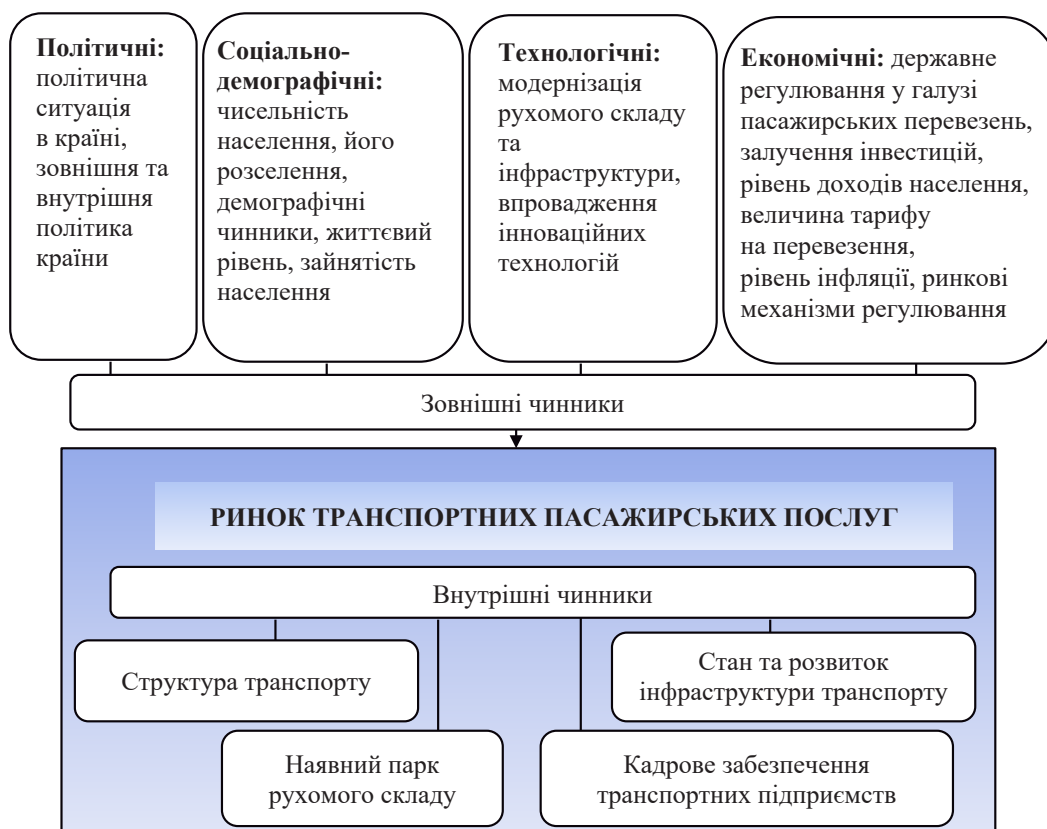 Політичні:
політична
ситуація
в країні,
зовнішня та
внутрішня
політика
країни
Соціально-
демографічні:
чисельність
населення, його
розселення,
демографічні
чинники, життєвий
рівень, зайнятість
населення
Технологічні:
модернізація
рухомого складу
та
інфраструктури,
впровадження
інноваційних
технологій
Економічні: державне
регулювання у галузі
пасажирських перевезень,
залучення інвестицій,
рівень доходів населення,
величина тарифу
на перевезення,
рівень інфляції, ринкові
механізми регулювання
Зовнішні чинники
РИНОК ТРАНСПОРТНИХ ПАСАЖИРСЬКИХ ПОСЛУГ
Внутрішні чинники
Структура транспорту
Стан та розвиток
інфраструктури транспорту
Наявний парк
рухомого складу
Кадрове забезпечення
транспортних підприємств